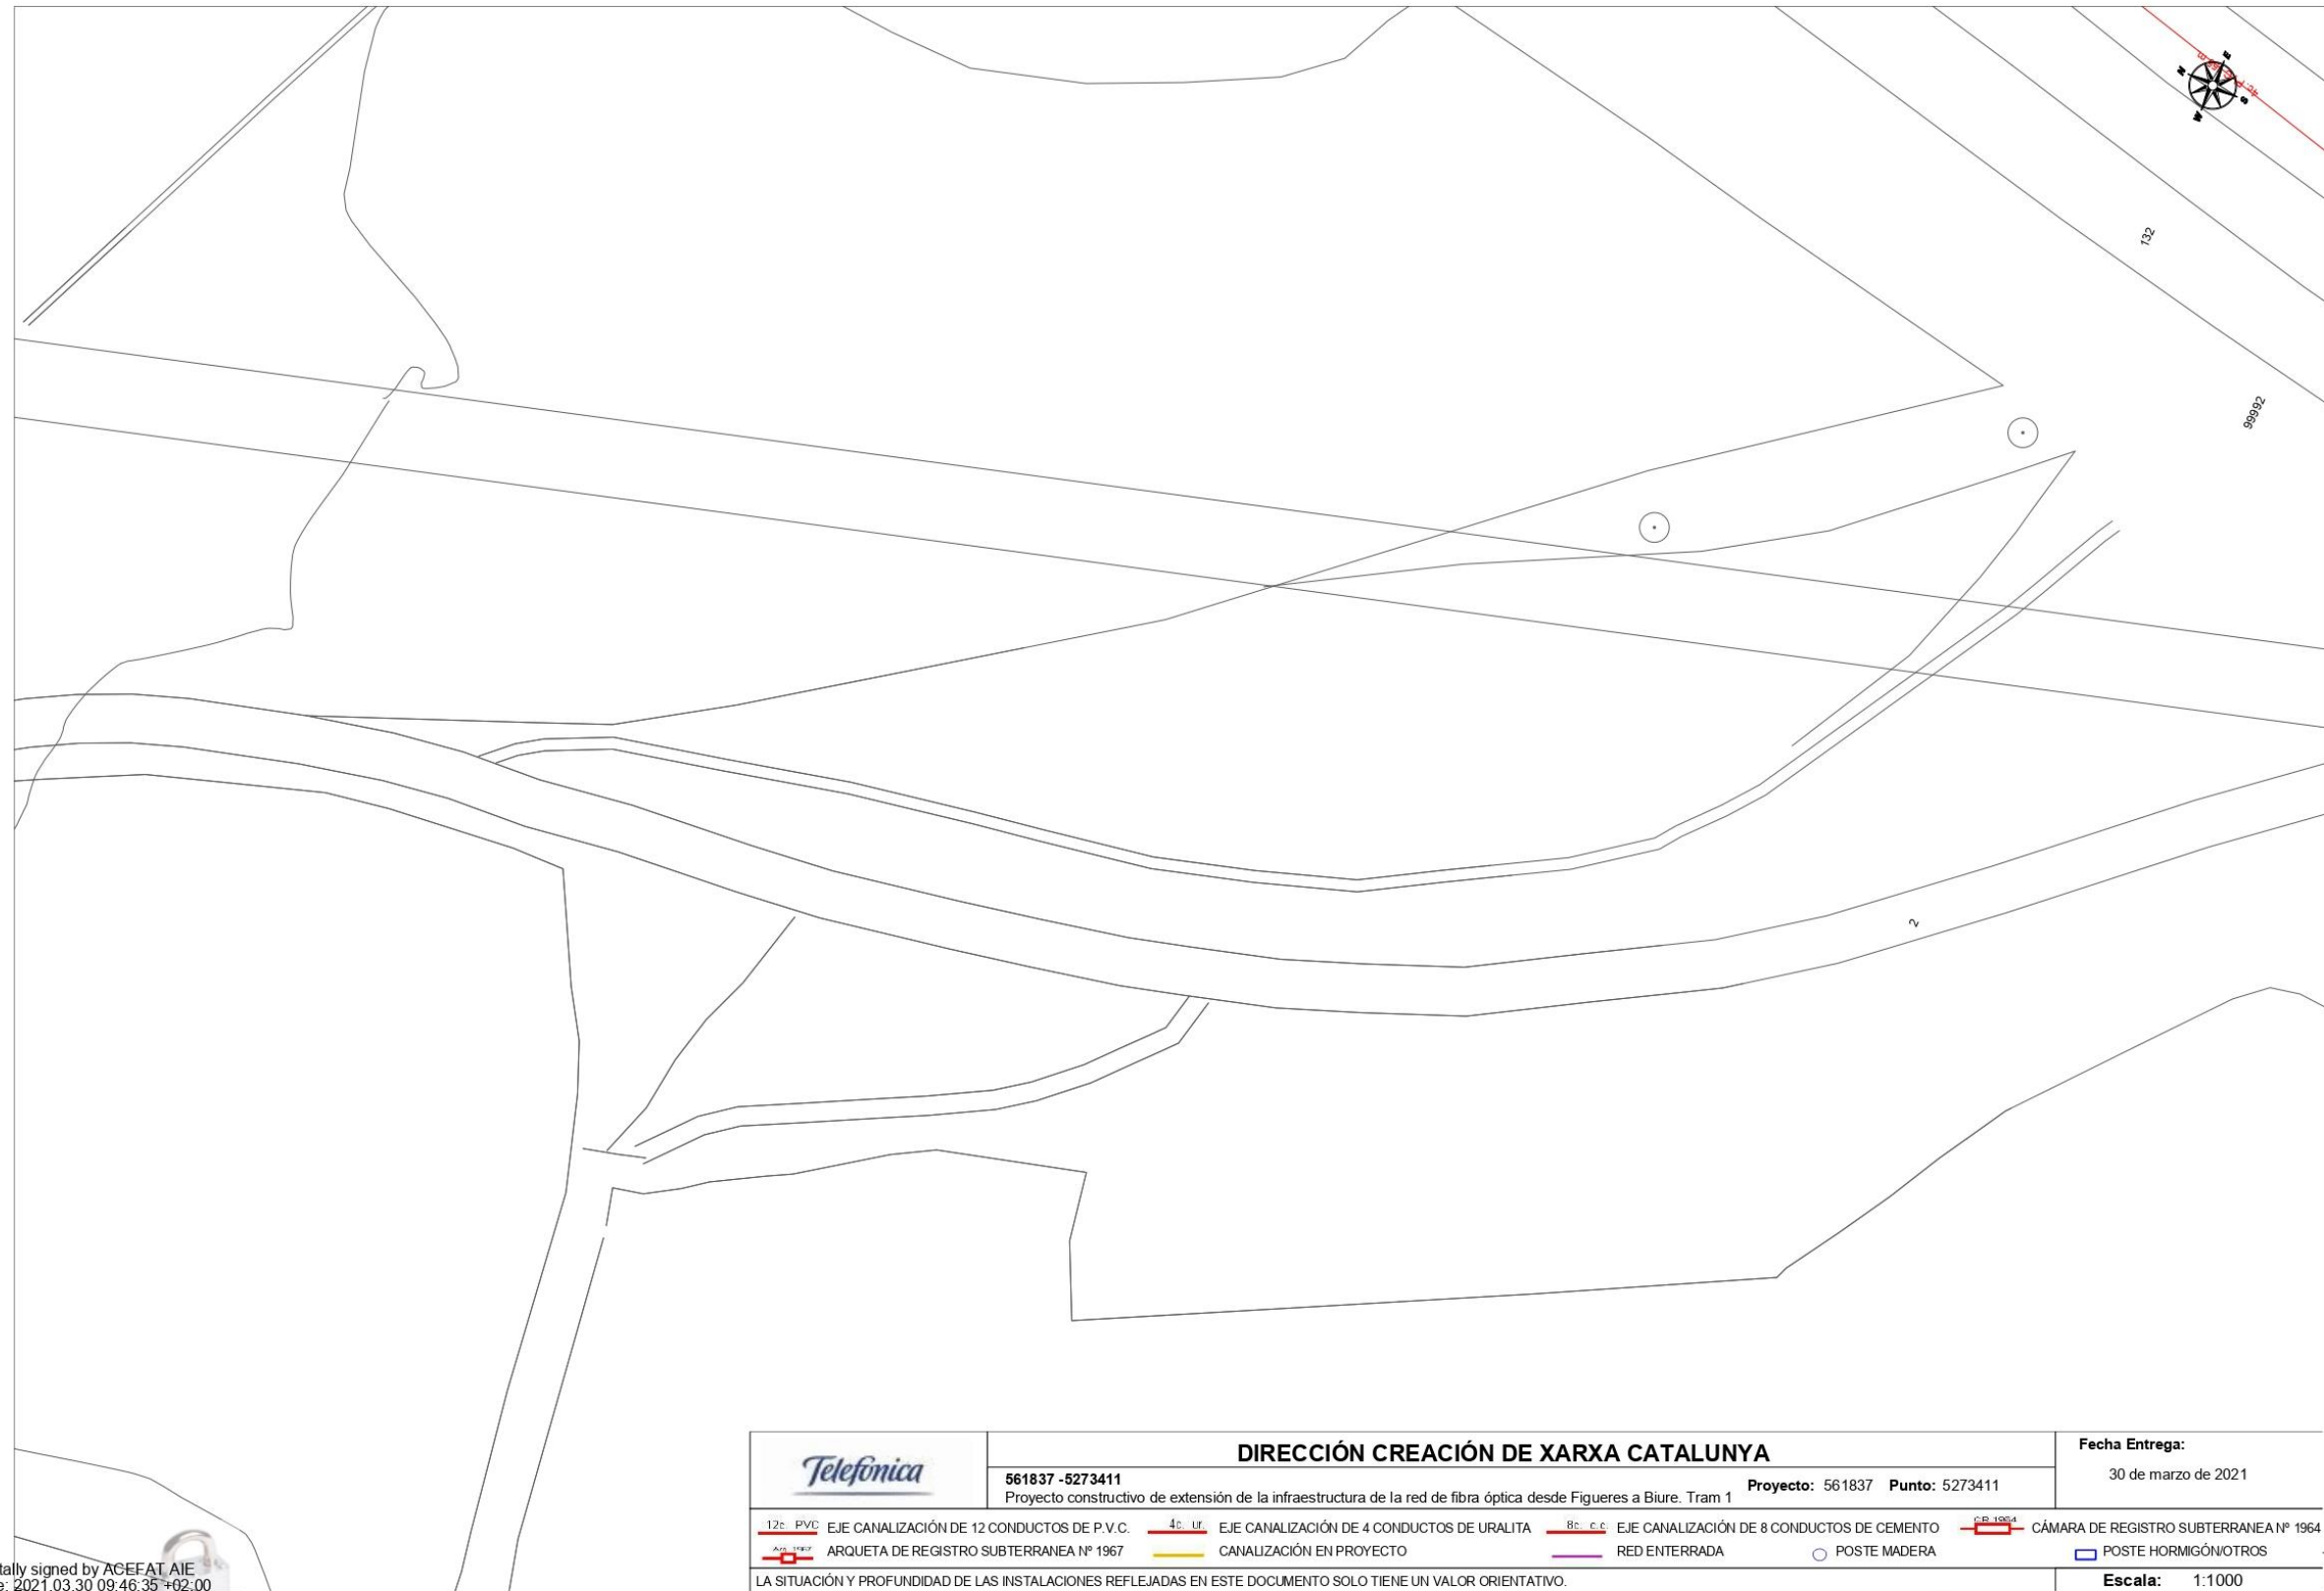 N
E
S
W
132
99992
2
Telefónica
DIRECCIÓN CREACIÓN DE XARXA CATALUNYA
561837 -5273411
Proyecto constructivo de extensión de la infraestructura de la red de fibra óptica desde Figueres a Biure. Tram 1
Proyecto: 561837 Punto: 5273411
Fecha Entrega:
30 de marzo de 2021
12c. PVC EJE CANALIZACIÓN DE 12 CONDUCTOS DE P.V.C. 4c. ur. EJE CANALIZACIÓN DE 4 CONDUCTOS DE URALITA 8c. c.c. EJE CANALIZACIÓN DE 8 CONDUCTOS DE CEMENTO C.R. 1964 CÁMARA DE REGISTRO SUBTERRANEA Nº 1964
ARQUETA DE REGISTRO SUBTERRANEA Nº 1967 CANALIZACIÓN EN PROYECTO RED ENTERRADA POSTE MADERA POSTE HORMIGÓN/OTROS
LA SITUACIÓN Y PROFUNDIDAD DE LAS INSTALACIONES REFLEJADAS EN ESTE DOCUMENTO SOLO TIENE UN VALOR ORIENTATIVO.
Escala: 1:1000
tally signed by ACEFAT AIE
e: 2021.03.30 09:46:35 +02:00